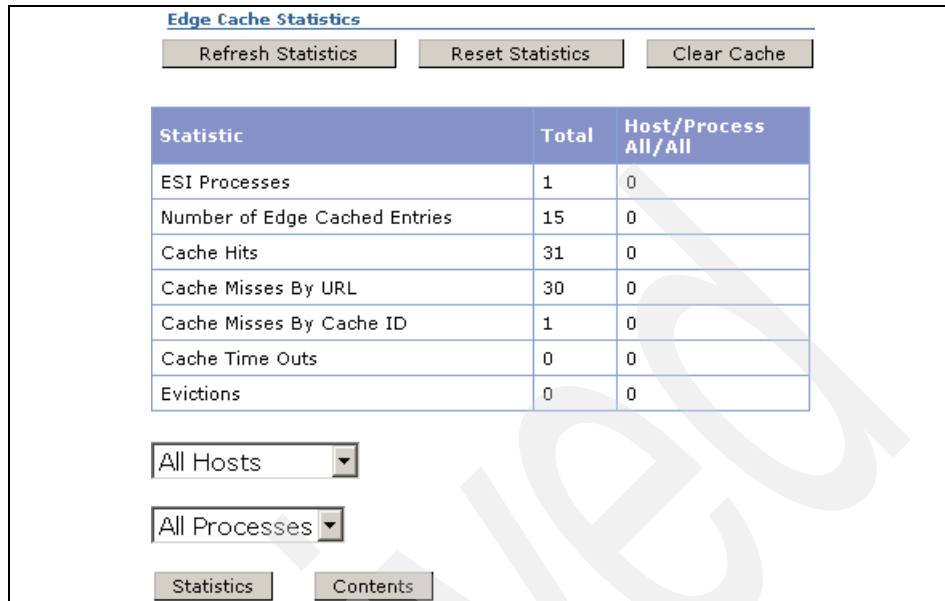 Edge Cache Statistics
Refresh Statistics Reset Statistics Clear Cache
Statistic Total Host/Process All/All
ESI Processes 1 0
Number of Edge Cached Entries 15 0
Cache Hits 31 0
Cache Misses By URL 30 0
Cache Misses By Cache ID 1 0
Cache Time Outs 0 0
Evictions 0 0
All Hosts
All Processes
Statistics Contents